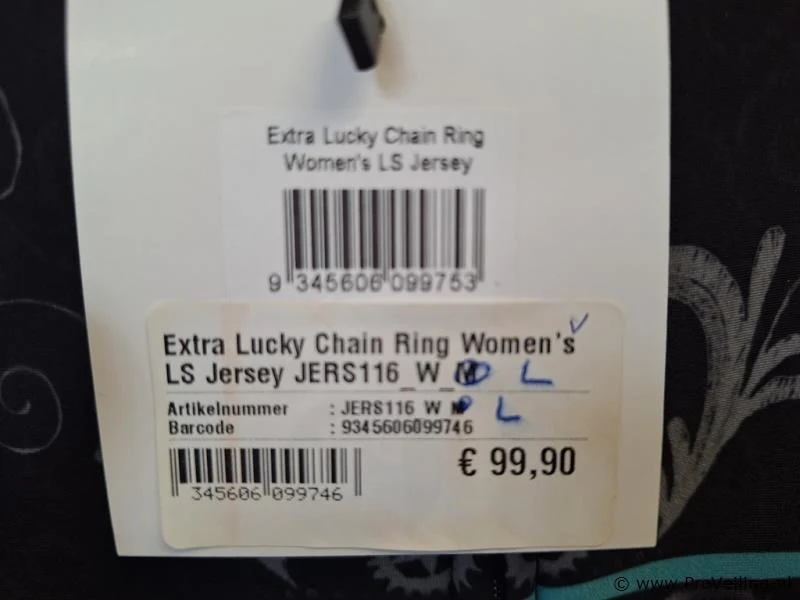 Extra Lucky Chain Ring
Women's LS Jersey
9 345606 099753
Extra Lucky Chain Ring Women's
LS Jersey JERS116_W_M L
Artikelnummer : JERS116_W_M L
Barcode : 9345606099746
€ 99,90
345606 099746
© www.ProVeiling.nl